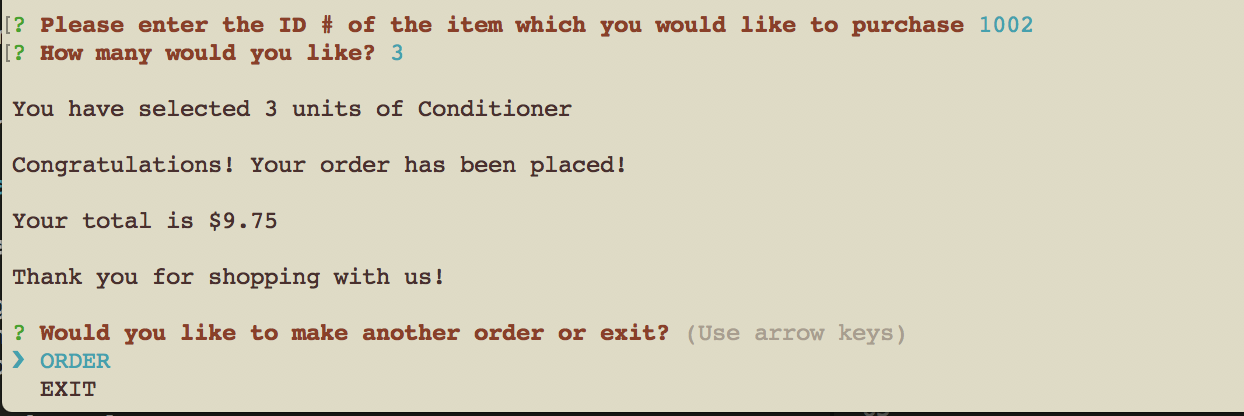 [? Please enter the ID # of the item which you would like to purchase 1002
[? How many would you like? 3
You have selected 3 units of Conditioner
Congratulations! Your order has been placed!
Your total is $9.75
Thank you for shopping with us!
? Would you like to make another order or exit? (Use arrow keys)
❯ ORDER
EXIT